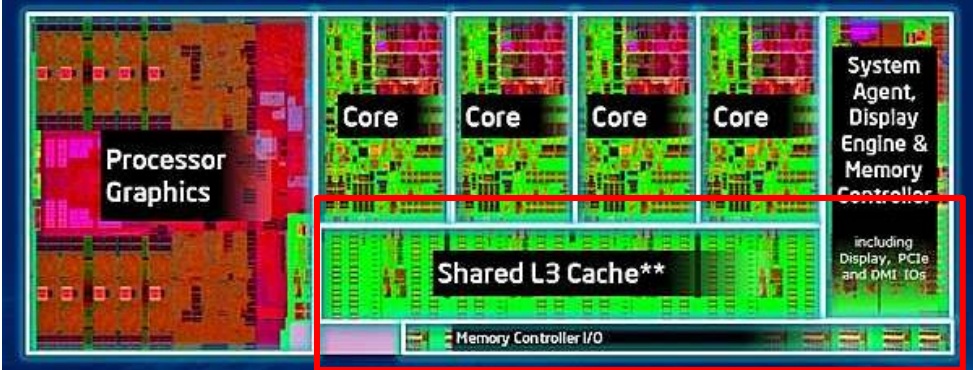 Processor
Graphics
Core
Core
Core
Core
System
Agent,
Display
Engine &
Memory
Controller
including
Display, PCIe
and DMI IOs
Shared L3 Cache**
Memory Controller I/O